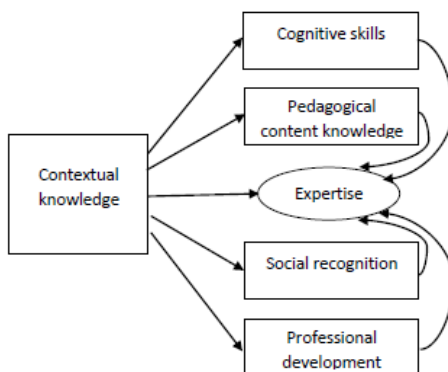 Cognitive skills
Pedagogical
content knowledge
Contextual
knowledge
Expertise
Social recognition
Professional
development